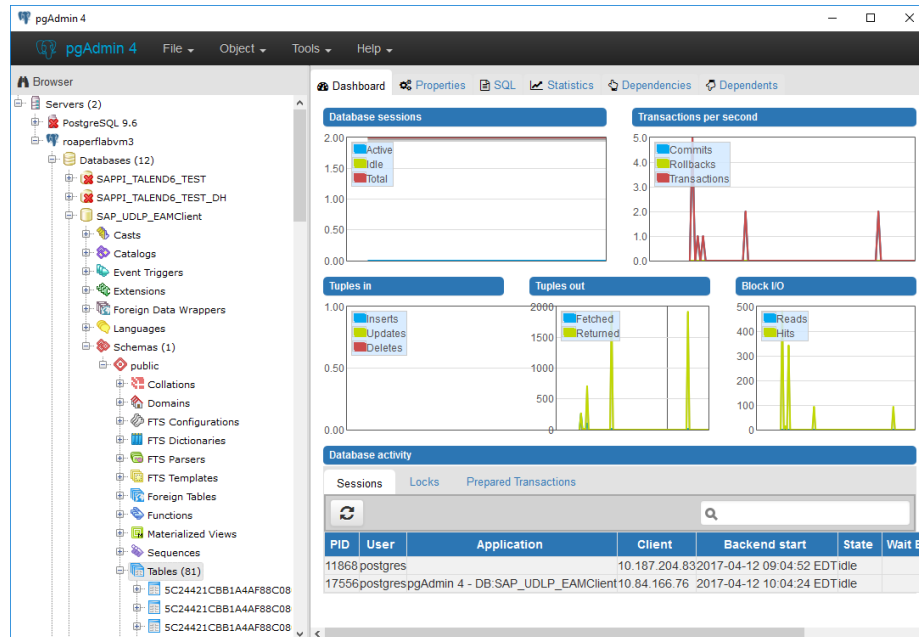 pgAdmin 4
pgAdmin 4 File Object Tools Help
Browser
Servers (2)
PostgreSQL 9.6
roaperflabvm3
Databases (12)
SAPPI_TALEND6_TEST
SAPPI_TALEND6_TEST_DH
SAP_UDLP_EAMClient
Casts
Catalogs
Event Triggers
Extensions
Foreign Data Wrappers
Languages
Schemas (1)
public
Collations
Domains
FTS Configurations
FTS Dictionaries
FTS Parsers
FTS Templates
Foreign Tables
Functions
Materialized Views
Sequences
Tables (81)
5C24421CBB1A4AF88C08
5C24421CBB1A4AF88C08
5C24421CBB1A4AF88C08
Dashboard Properties SQL Statistics Dependencies Dependents
Database sessions
2.00
1.50
1.00
0.50
0.00
Active
Idle
Total
Transactions per second
5.0
4.0
3.0
2.0
1.0
0.0
Commits
Rollbacks
Transactions
Tuples in
1.00
0.50
0.00
Inserts
Updates
Deletes
Tuples out
2000
1500
1000
500
0
Fetched
Returned
Block I/O
500
400
300
200
100
0
Reads
Hits
Database activity
Sessions Locks Prepared Transactions
PID User Application Client Backend start State Wait E
11868 postgres 10.187.204.83 2017-04-12 09:04:52 EDT idle
17556 postgres pgAdmin 4 - DB:SAP_UDLP_EAMClient 10.84.166.76 2017-04-12 10:04:24 EDT idle